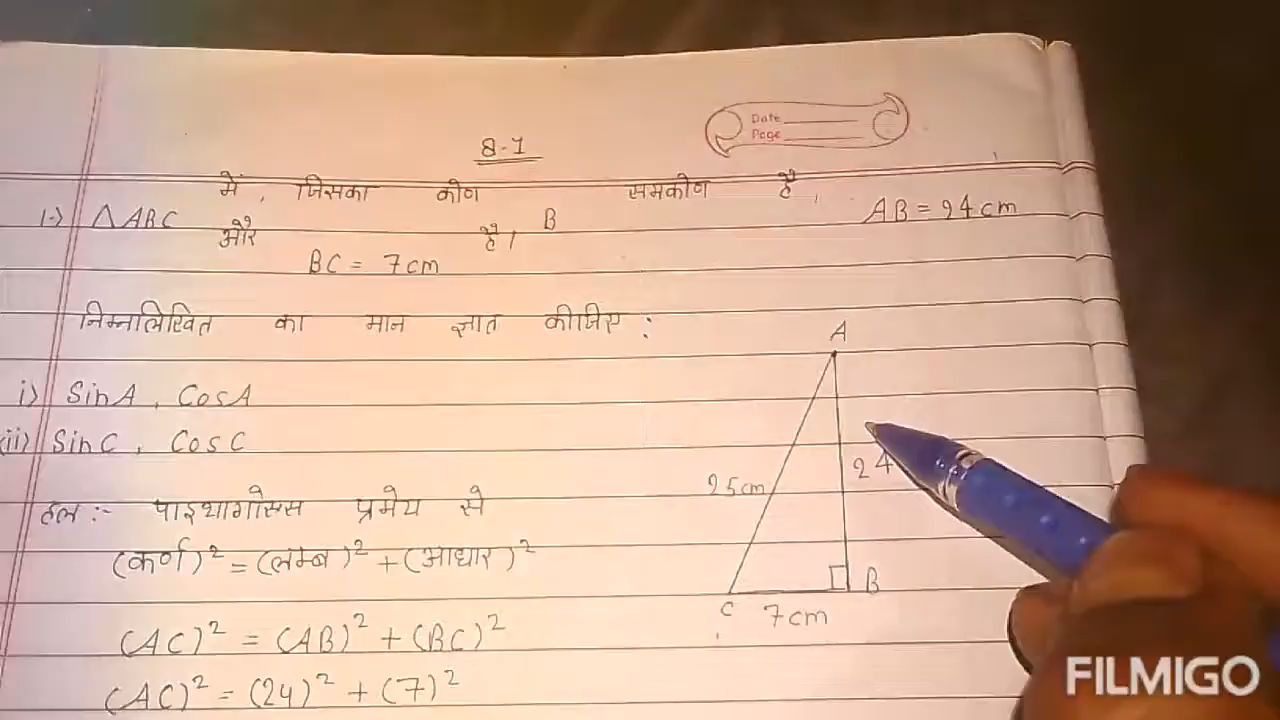 Date
Page
8-1
1→ △ABC में, जिसका कोण B समकोण है, AB = 24cm
और BC = 7cm है,
निम्नलिखित का मान ज्ञात कीजिए :
i) SinA, CosA
(ii) SinC, CosC
हल :- पाइथागोरस प्रमेय से
(कर्ण)² = (लम्ब)² + (आधार)²
(AC)² = (AB)² + (BC)²
(AC)² = (24)² + (7)²
A
25cm
24
B
C
7cm
FILMIGO